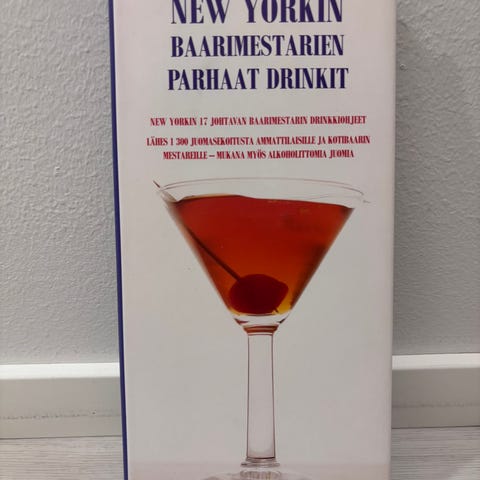 NEW YORKIN
BAARIMESTARIEN
PARHAAT DRINKIT
NEW YORKIN 17 JOHTAVAN BAARIMESTARIN DRINKKIOHJEET
LÄHES 1 300 JUOMASEKOITUSTA AMMATTILAISILLE JA KOTIBAARIN
MESTAREILLE – MUKANA MYÖS ALKOHOLITTOMIA JUOMIA